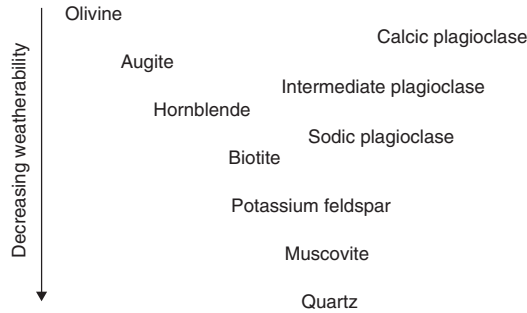 Decreasing weatherability
Olivine
Calcic plagioclase
Augite
Intermediate plagioclase
Hornblende
Sodic plagioclase
Biotite
Potassium feldspar
Muscovite
Quartz